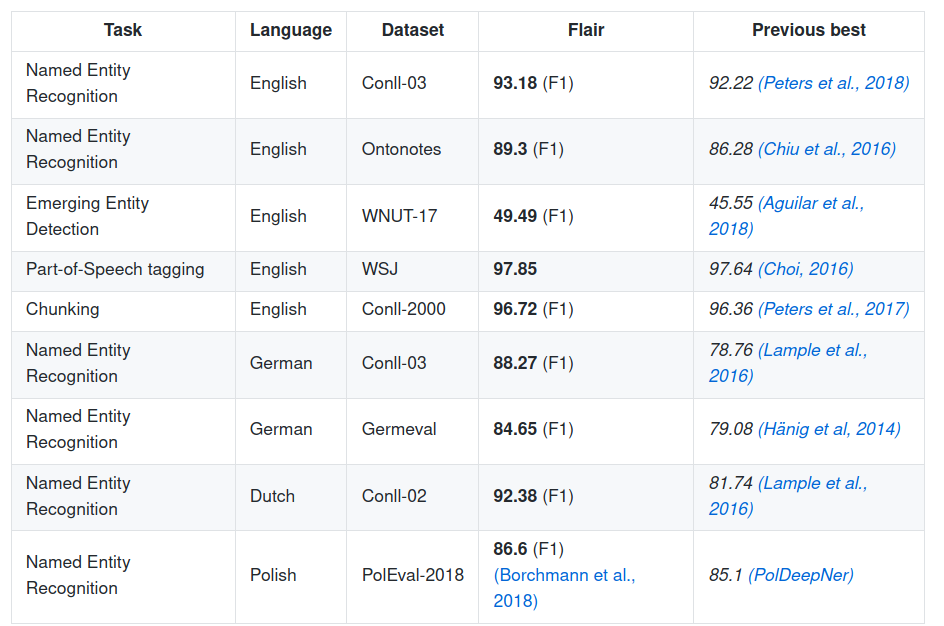 Task Language Dataset Flair Previous best
Named Entity
Recognition
English Conll-03 93.18 (F1) 92.22 (Peters et al., 2018)
Named Entity
Recognition
English Ontonotes 89.3 (F1) 86.28 (Chiu et al., 2016)
Emerging Entity
Detection
English WNUT-17 49.49 (F1) 45.55 (Aguilar et al.,
2018)
Part-of-Speech tagging English WSJ 97.85 97.64 (Choi, 2016)
Chunking English Conll-2000 96.72 (F1) 96.36 (Peters et al., 2017)
Named Entity
Recognition
German Conll-03 88.27 (F1) 78.76 (Lample et al.,
2016)
Named Entity
Recognition
German Germeval 84.65 (F1) 79.08 (Hänig et al, 2014)
Named Entity
Recognition
Dutch Conll-02 92.38 (F1) 81.74 (Lample et al.,
2016)
Named Entity
Recognition
Polish PolEval-2018 86.6 (F1)
(Borchmann et al.,
2018)
85.1 (PolDeepNer)